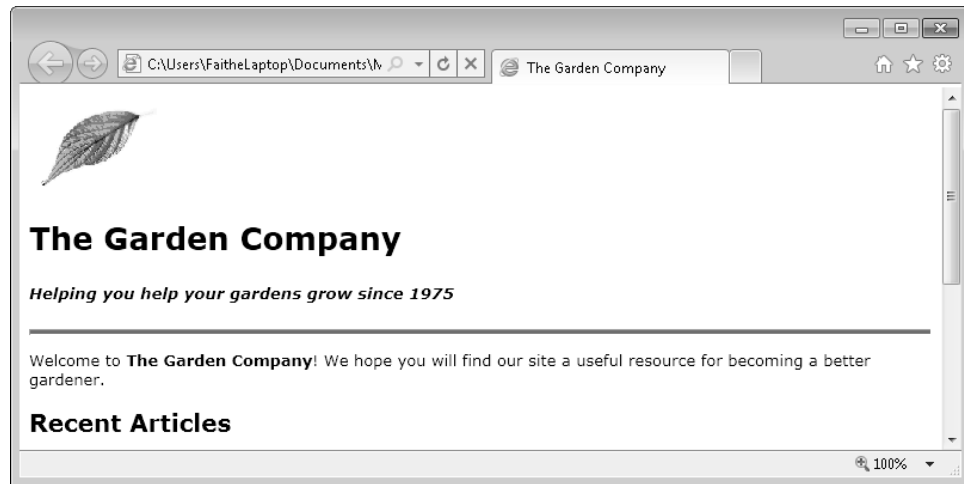 C:\Users\FaitheLaptop\Documents\M
The Garden Company
The Garden Company
Helping you help your gardens grow since 1975
Welcome to The Garden Company! We hope you will find our site a useful resource for becoming a better
gardener.
Recent Articles
100%